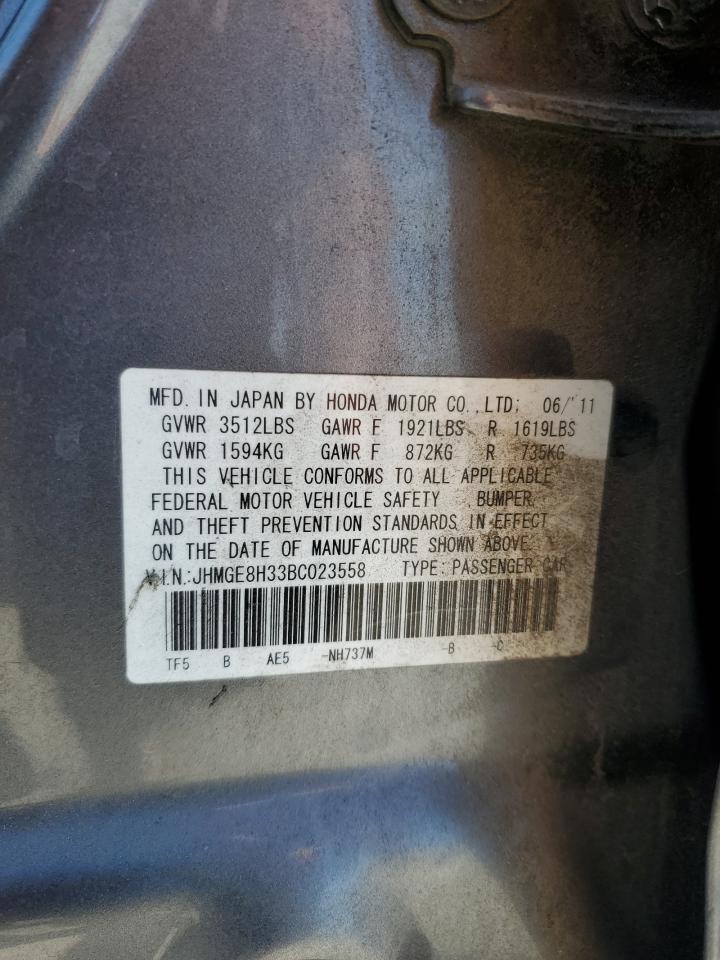 MFD. IN JAPAN BY HONDA MOTOR CO., LTD: 06/'11
GVWR 3512LBS GAWR F 1921LBS R 1619LBS
GVWR 1594KG GAWR F 872KG R 735KG
THIS VEHICLE CONFORMS TO ALL APPLICABLE
FEDERAL MOTOR VEHICLE SAFETY , BUMPER,
AND THEFT PREVENTION STANDARDS IN EFFECT
ON THE DATE OF MANUFACTURE SHOWN ABOVE.
V.I.N.:JHMGE8H33BC023558 TYPE: PASSENGER CAR
TF5 B AE5 -NH737M -B -C